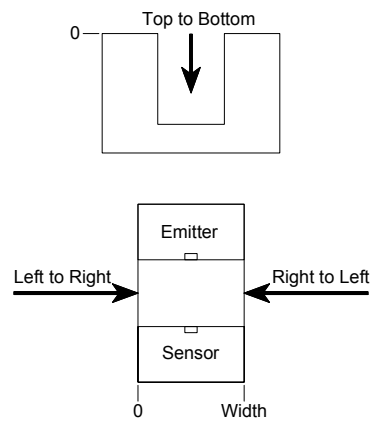 Top to Bottom
0
Emitter
Left to Right
Right to Left
Sensor
0
Width